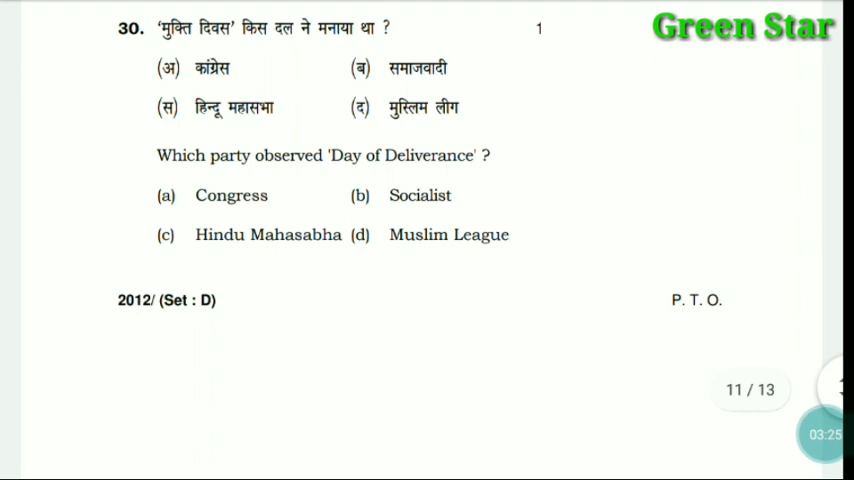 Green Star
30. 'मुक्ति दिवस' किस दल ने मनाया था ? 1
(अ) कांग्रेस (ब) समाजवादी
(स) हिन्दू महासभा (द) मुस्लिम लीग
Which party observed 'Day of Deliverance' ?
(a) Congress (b) Socialist
(c) Hindu Mahasabha (d) Muslim League
2012/ (Set : D) P. T. O.
11 / 13
03:25